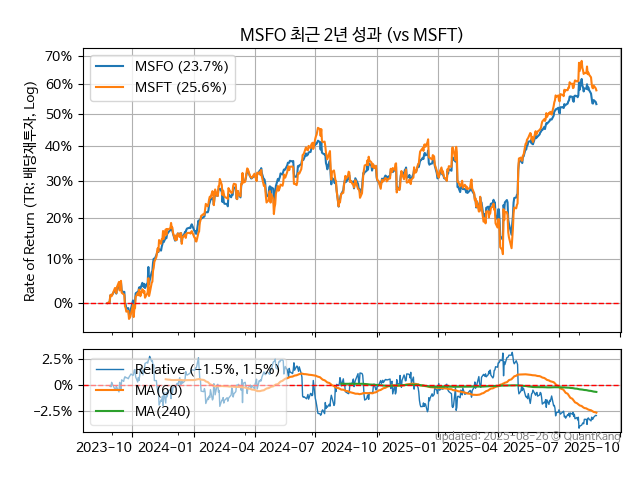 MSFO 최근 2년 성과 (vs MSFT)
Rate of Return (TR: 배당재투자, Log)
70%
60%
50%
40%
30%
20%
10%
0%
MSFO (23.7%)
MSFT (25.6%)
2.5%
0%
−2.5%
Relative (−1.5%, 1.5%)
MA(60)
MA(240)
updated: 2025-08-26 © QuantKang
2023−10 2024−01 2024−04 2024−07 2024−10 2025−01 2025−04 2025−07 2025−10